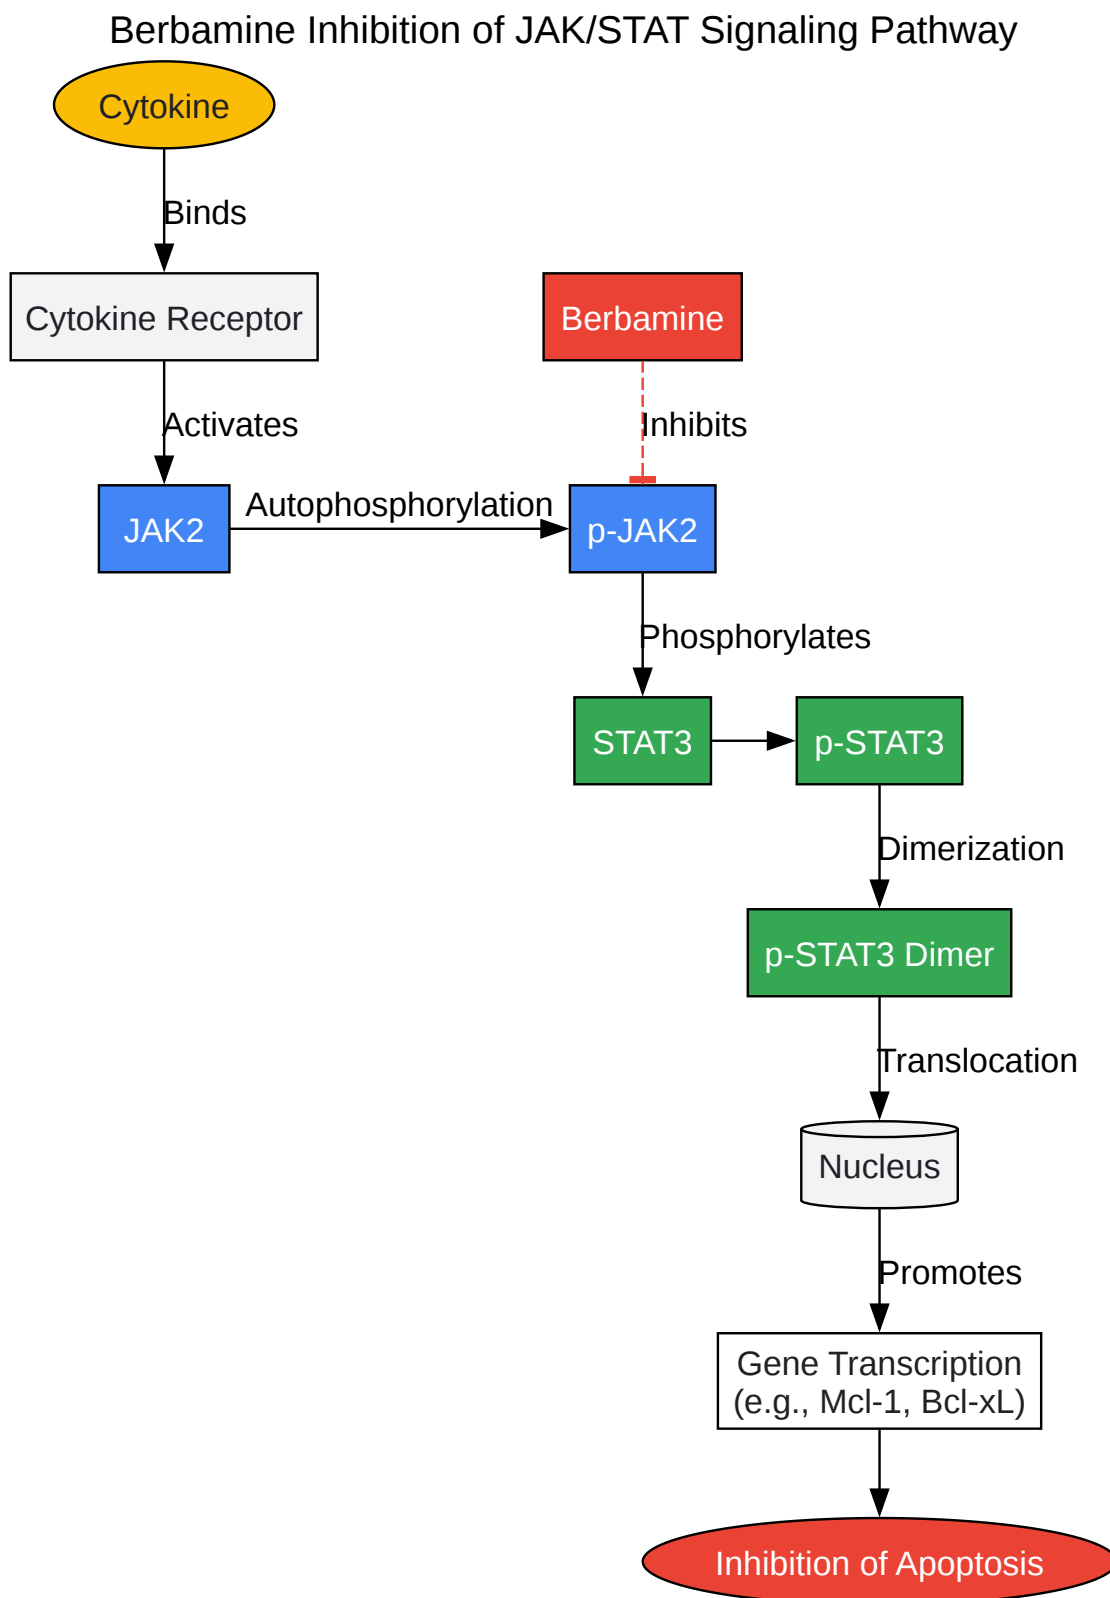 Berbamine Inhibition of JAK/STAT Signaling Pathway
Cytokine
Binds
Cytokine Receptor
Berbamine
Activates
Inhibits
JAK2
Autophosphorylation
p-JAK2
Phosphorylates
STAT3
p-STAT3
Dimerization
p-STAT3 Dimer
Translocation
Nucleus
Promotes
Gene Transcription
(e.g., Mcl-1, Bcl-xL)
Inhibition of Apoptosis